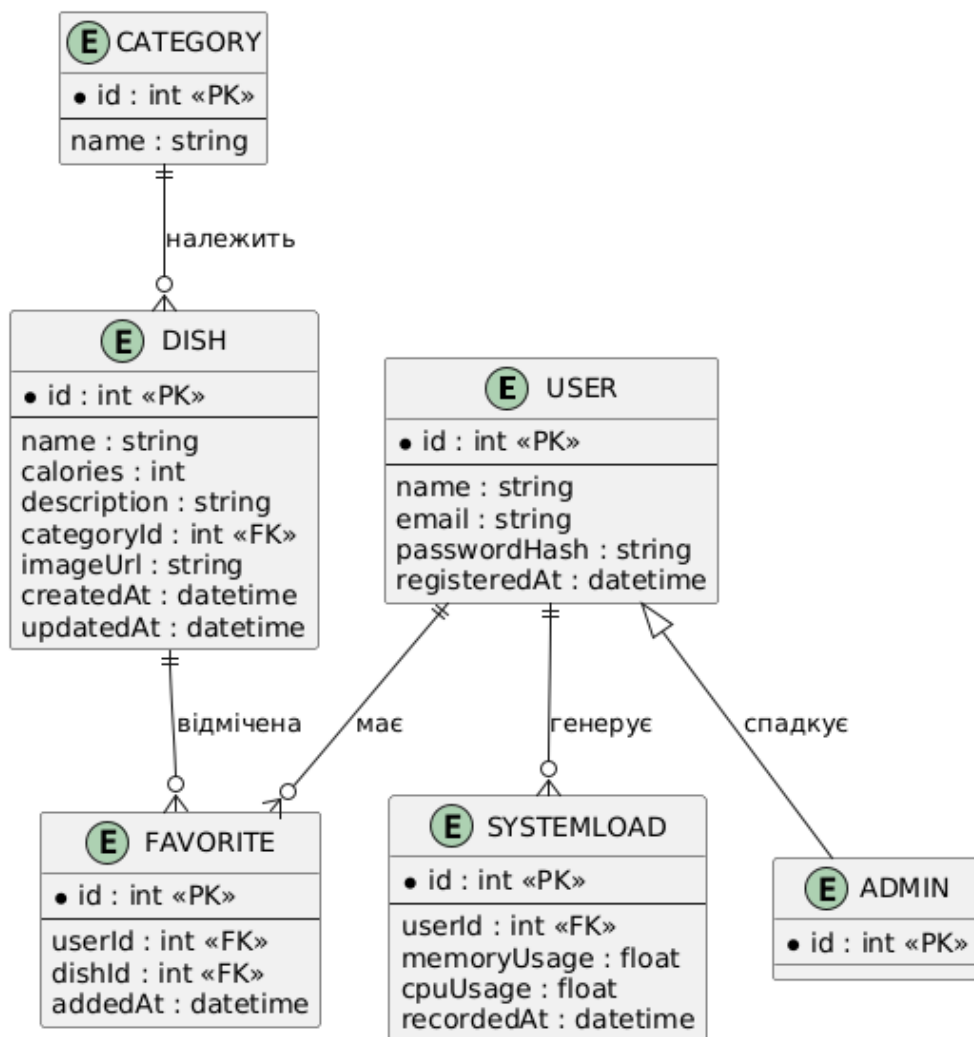 E CATEGORY
id : int «PK»
name : string
належить
E DISH
id : int «PK»
name : string
calories : int
description : string
categoryId : int «FK»
imageUrl : string
createdAt : datetime
updatedAt : datetime
E USER
id : int «PK»
name : string
email : string
passwordHash : string
registeredAt : datetime
відмічена
має
генерує
спадкує
E FAVORITE
id : int «PK»
userId : int «FK»
dishId : int «FK»
addedAt : datetime
E SYSTEMLOAD
id : int «PK»
userId : int «FK»
memoryUsage : float
cpuUsage : float
recordedAt : datetime
E ADMIN
id : int «PK»